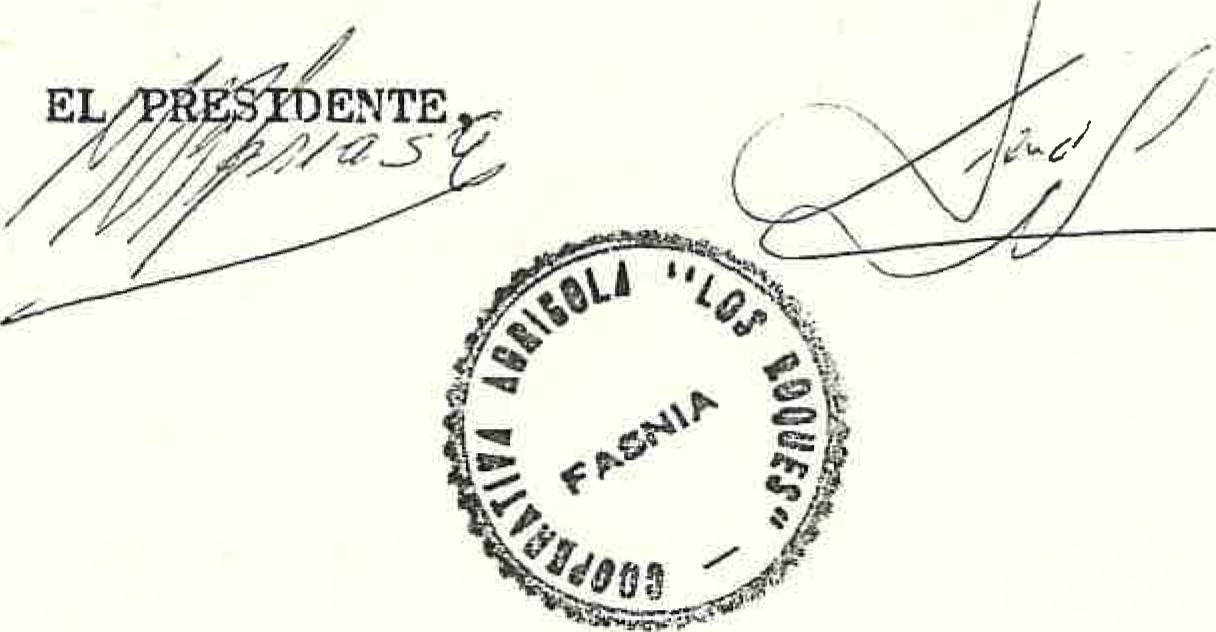 EL PRESIDENTE,
COOPERATIVA AGRICOLA "LOS ROQUES"
FASNIA